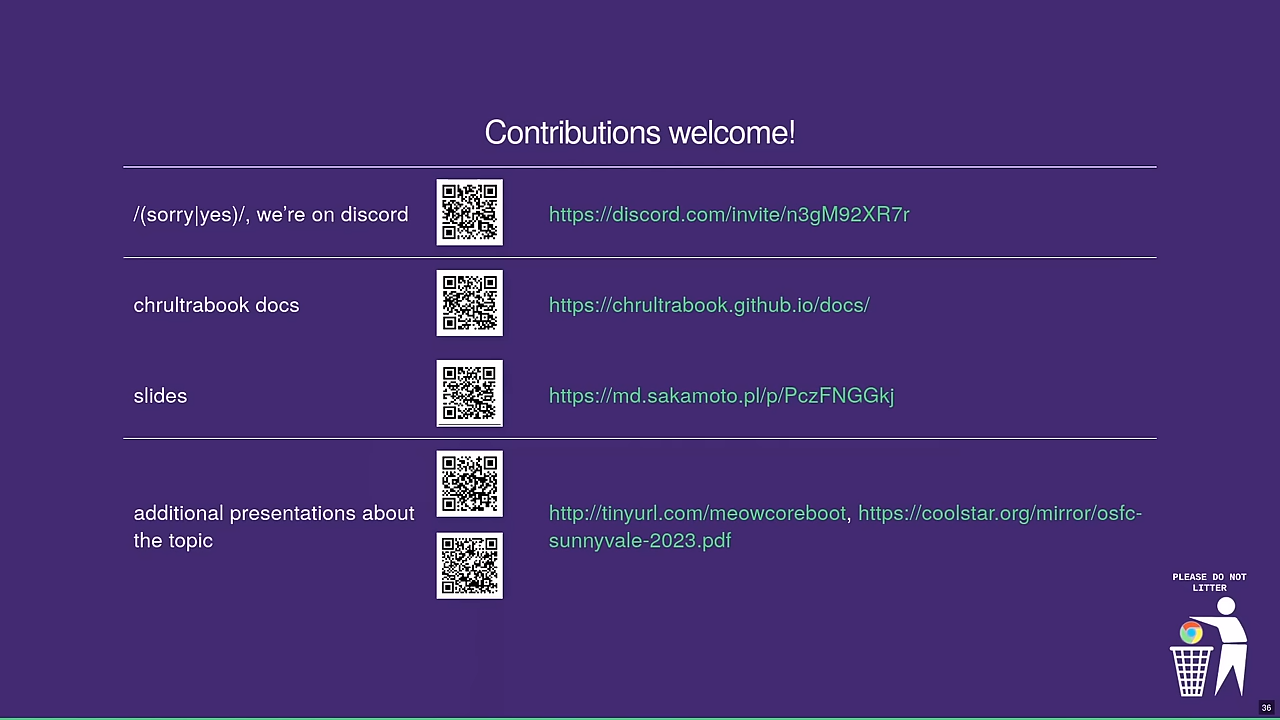 Contributions welcome!
/(sorry|yes)/, we're on discord
https://discord.com/invite/n3gM92XR7r
chrultrabook docs
https://chrultrabook.github.io/docs/
slides
https://md.sakamoto.pl/p/PczFNGGkj
additional presentations about
the topic
http://tinyurl.com/meowcoreboot, https://coolstar.org/mirror/osfc-
sunnyvale-2023.pdf
PLEASE DO NOT
LITTER
36